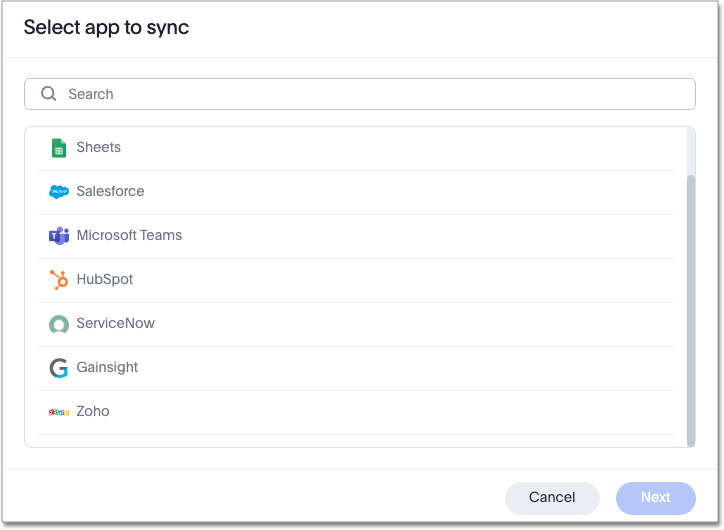 Select app to sync
Search
Sheets
Salesforce
Microsoft Teams
HubSpot
ServiceNow
Gainsight
Zoho
Cancel
Next